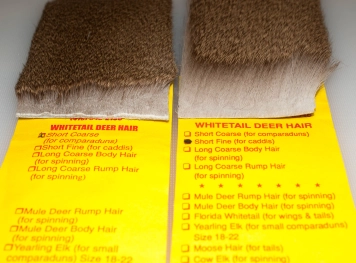 WHITETAIL DEER HAIR
Short Coarse
(for comparaduns)
Short Fine (for caddis)
Long Coarse Body Hair
(for spinning)
Long Coarse Rump Hair
(for spinning)
Mule Deer Rump Hair
(for spinning)
Mule Deer Body Hair
(for spinning)
Yearling Elk (for small
comparaduns)
WHITETAIL DEER HAIR
Short Coarse (for comparaduns)
Short Fine (for caddis)
Long Coarse Body Hair
(for spinning)
Long Coarse Rump Hair
(for spinning)
* * * * * * *
Mule Deer Rump Hair (for spinning)
Mule Deer Body Hair (for spinning)
Florida Whitetail (for wings & tails)
Yearling Elk (for small comparaduns)
Size 18-22
Moose Hair (for tails)
Cow Elk (for spinning)